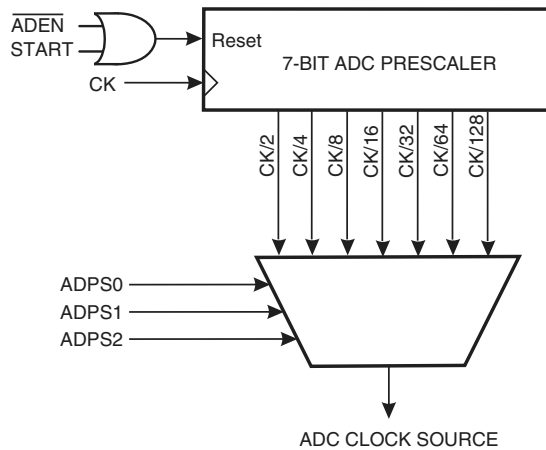 ADEN
START
Reset
7-BIT ADC PRESCALER
CK
CK/2
CK/4
CK/8
CK/16
CK/32
CK/64
CK/128
ADPS0
ADPS1
ADPS2
ADC CLOCK SOURCE